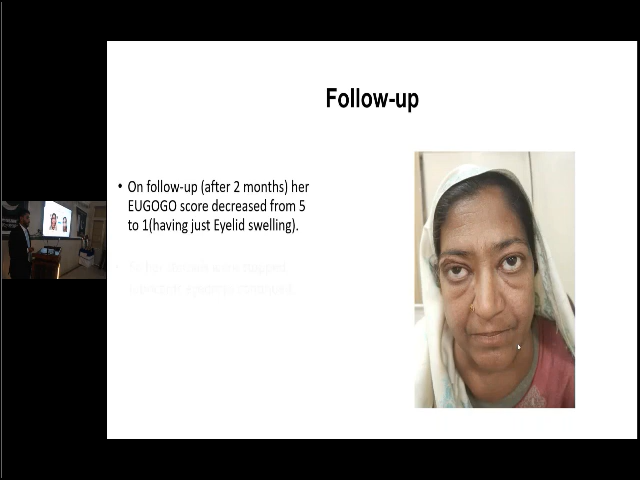 Follow-up
• On follow-up (after 2 months) her
EUGOGO score decreased from 5
to 1(having just Eyelid swelling).